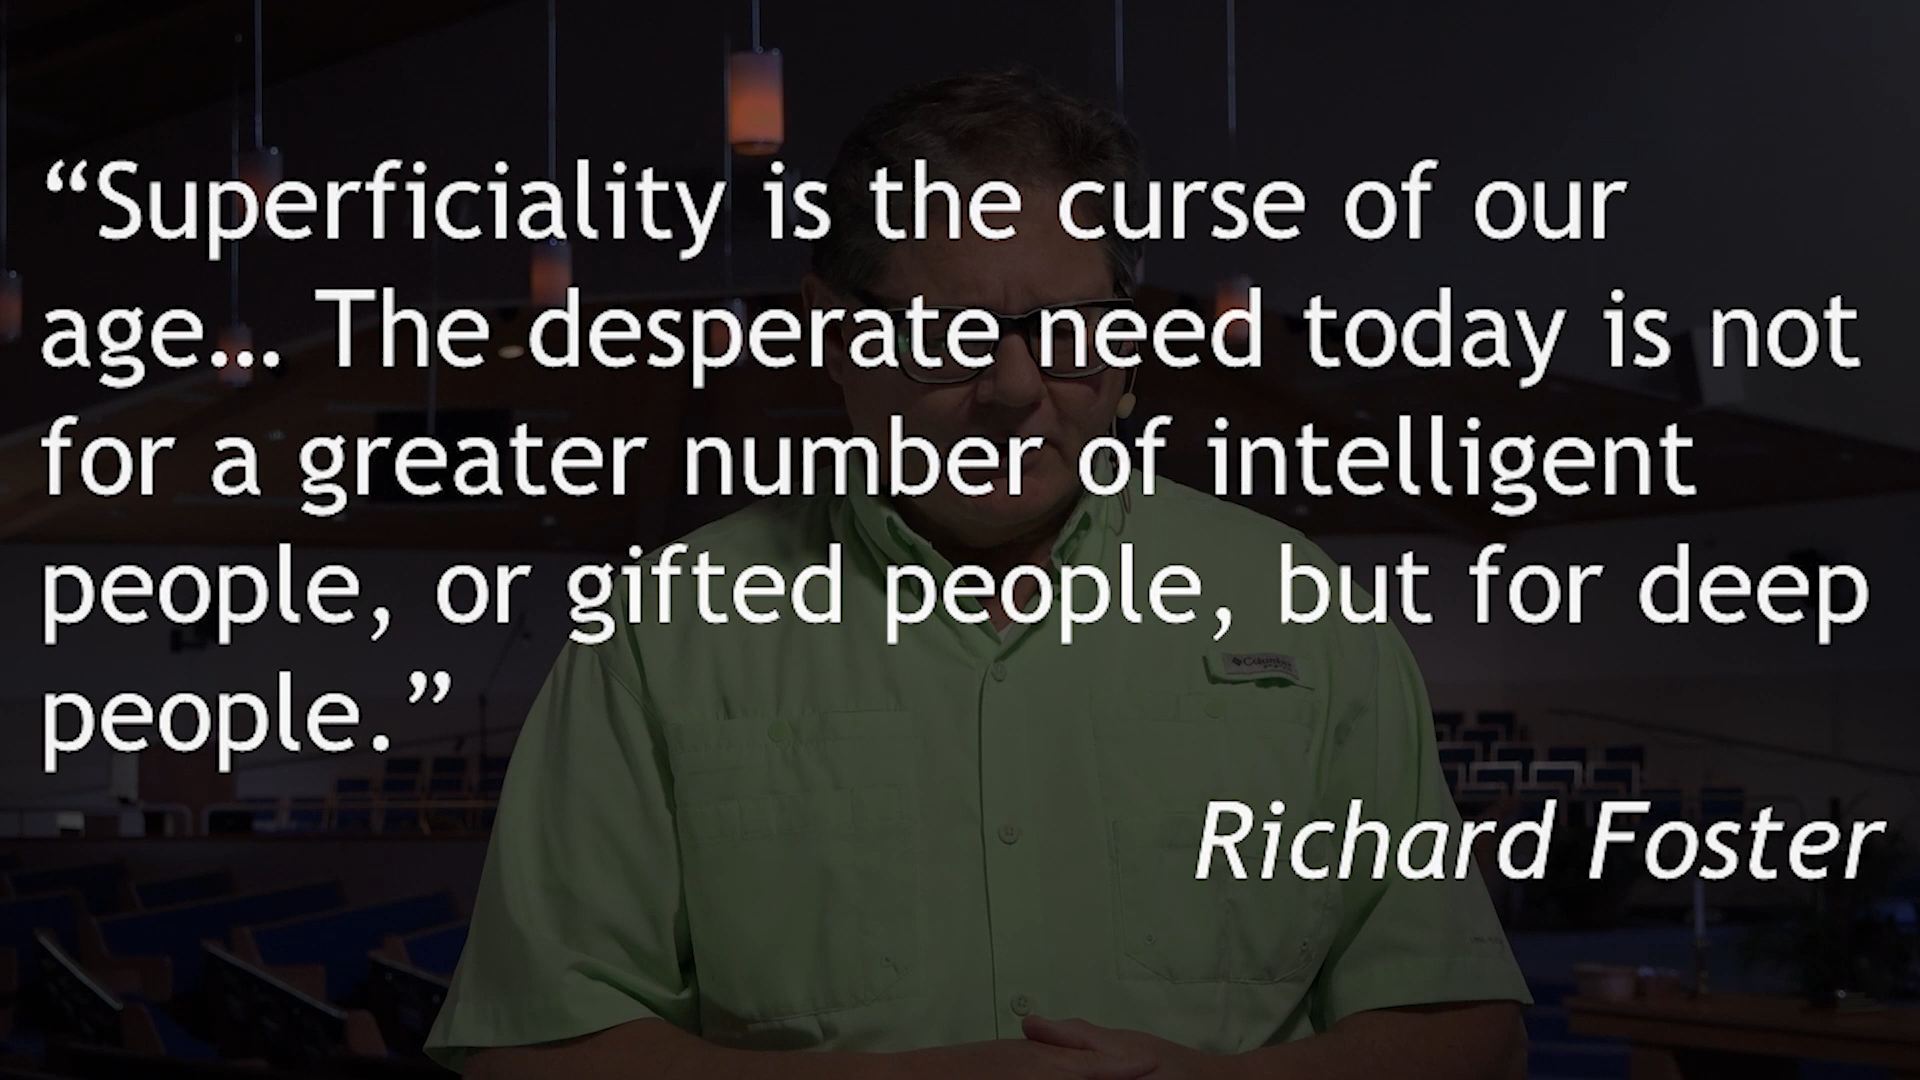 “Superficiality is the curse of our
age... The desperate need today is not
for a greater number of intelligent
people, or gifted people, but for deep
people.”
Richard Foster
Columbia